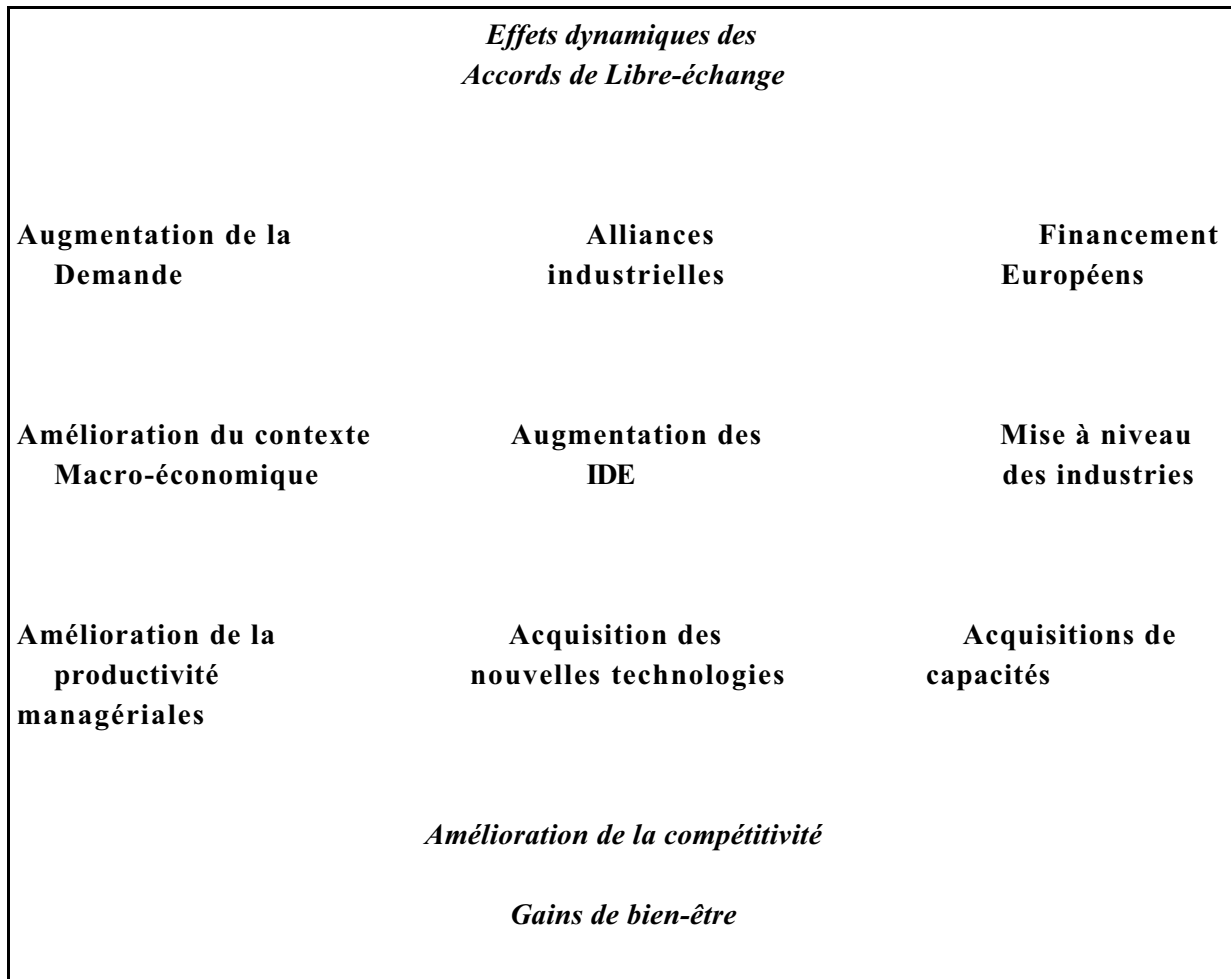 Effets dynamiques des
Accords de Libre-échange
Augmentation de la Alliances Financement
Demande industrielles Européens
Amélioration du contexte Augmentation des Mise à niveau
Macro-économique IDE des industries
Amélioration de la Acquisition des Acquisitions de
productivité nouvelles technologies capacités
managériales
Amélioration de la compétitivité
Gains de bien-être